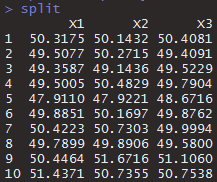 > split
X1 X2 X3
1 50.3175 50.1432 50.4081
2 49.5077 50.2715 49.4091
3 49.3587 49.1436 49.5229
4 49.5005 50.4829 49.7904
5 47.9110 47.9221 48.6716
6 49.8851 50.1697 49.8762
7 50.4223 50.7303 49.9994
8 49.7899 49.8906 49.5800
9 50.4464 51.6716 51.1060
10 51.4371 50.7355 50.7538